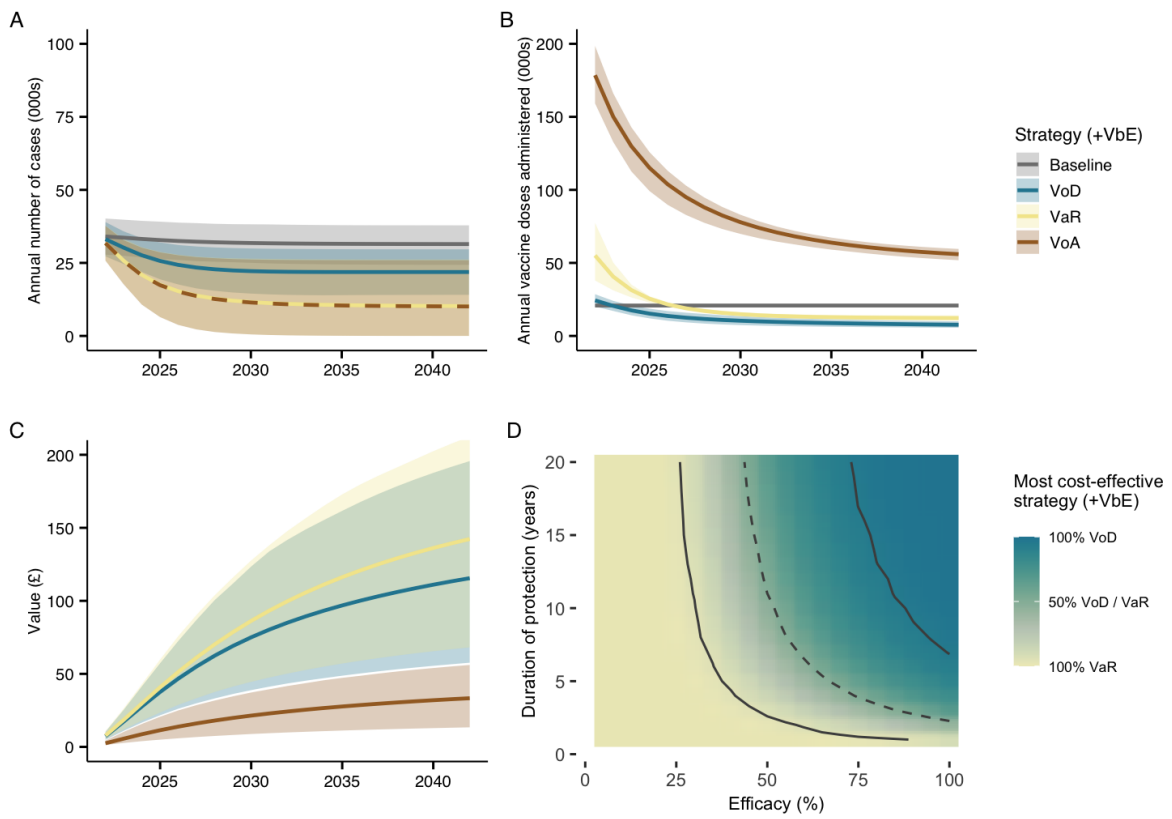 A
Annual number of cases (000s)
100
75
50
25
0
2025
2030
2035
2040
B
Annual vaccine doses administered (000s)
200
150
100
50
0
2025
2030
2035
2040
Strategy (+VbE)
Baseline
VoD
VaR
VoA
C
Value (£)
200
150
100
50
0
2025
2030
2035
2040
D
Duration of protection (years)
20
15
10
5
0
0
25
50
75
100
Efficacy (%)
Most cost-effective
strategy (+VbE)
100% VoD
50% VoD / VaR
100% VaR